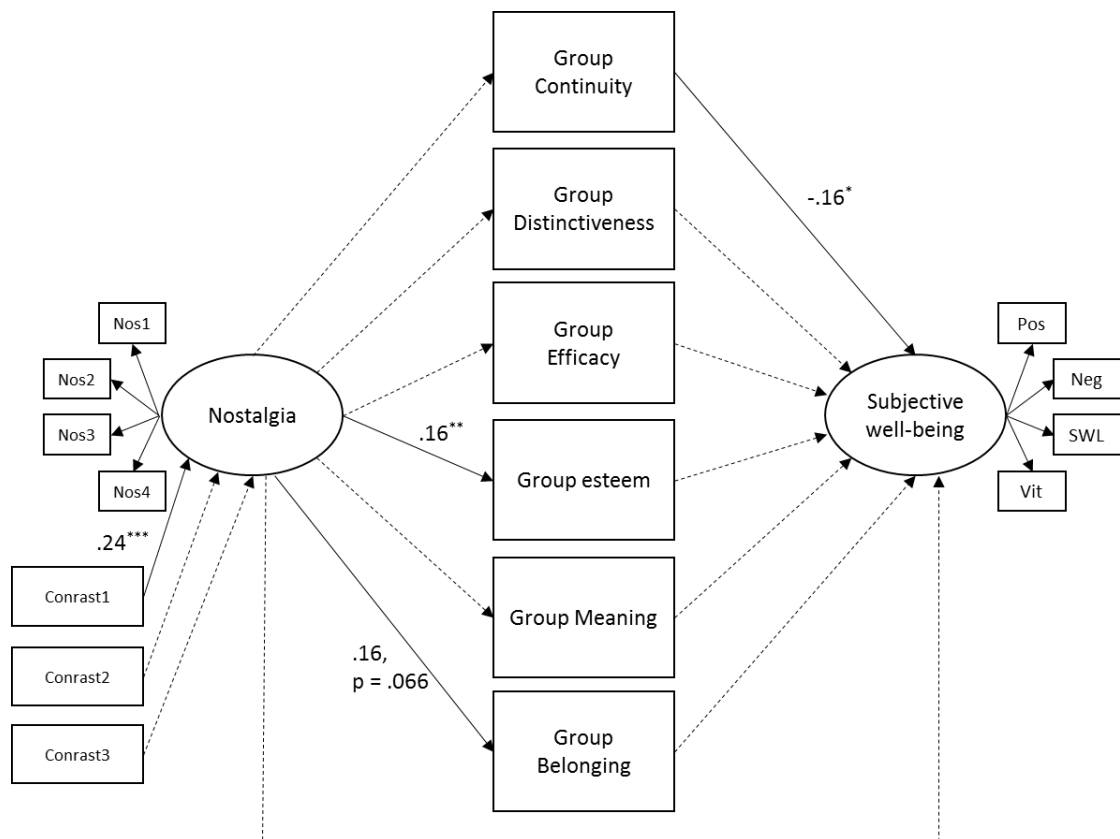 Group
Continuity
-.16*
Group
Distinctiveness
Group
Efficacy
Nos1
Nos2
Nos3
Nos4
Nostalgia
.16**
Group esteem
Subjective
well-being
Pos
Neg
SWL
Vit
.24***
Conrast1
Conrast2
Conrast3
Group Meaning
.16,
p = .066
Group
Belonging